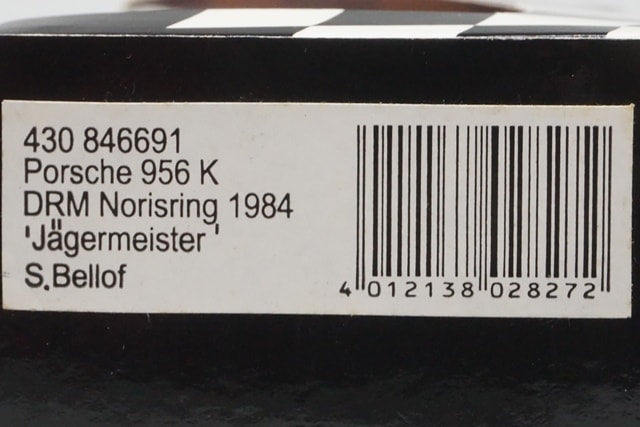 430 846691
Porsche 956 K
DRM Norisring 1984
'Jägermeister'
S.Bellof
4 012138 028272